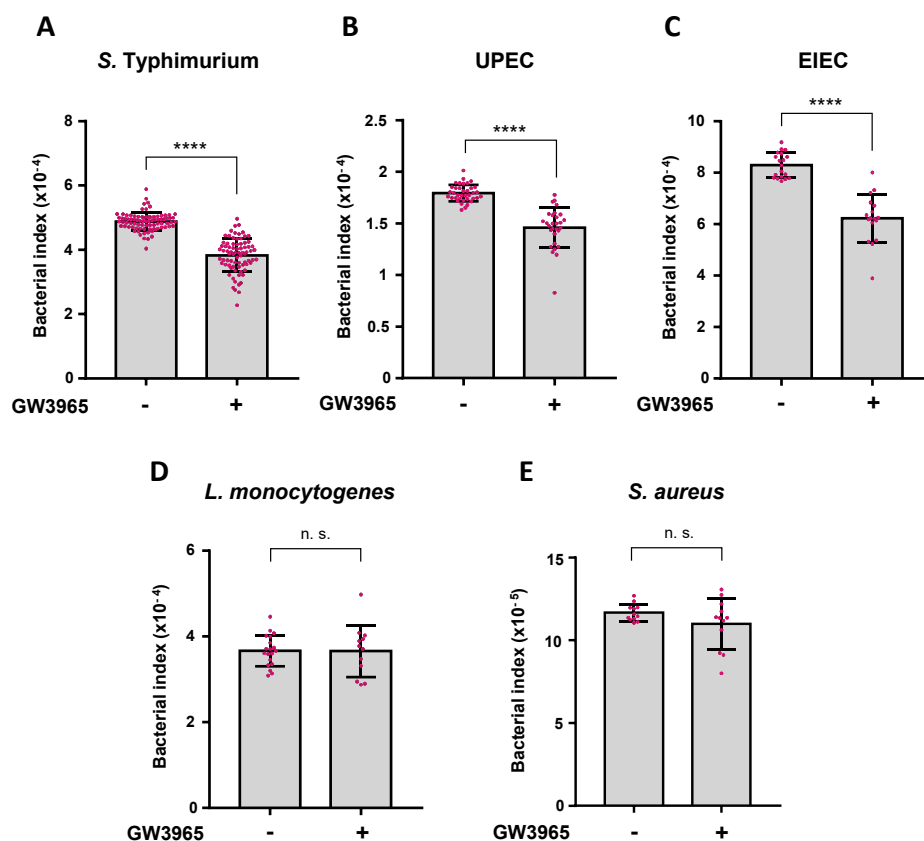 A
B
C
S. Typhimurium
UPEC
EIEC
Bacterial index (x10⁻⁴)
8
6
4
2
0
****
GW3965
-
+
Bacterial index (x10⁻⁴)
2.5
2
1.5
1
0.5
0
****
GW3965
-
+
Bacterial index (x10⁻⁴)
10
8
6
4
2
0
****
GW3965
-
+
D
E
L. monocytogenes
S. aureus
Bacterial index (x10⁻⁴)
6
4
2
0
n. s.
GW3965
-
+
Bacterial index (x10⁻⁵)
15
10
5
0
n. s.
GW3965
-
+